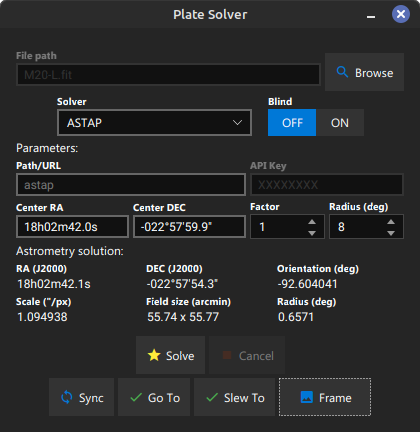 Plate Solver
File path
M20-L.fit
Browse
Solver Blind
ASTAP OFF ON
Parameters:
Path/URL API Key
astap XXXXXXXX
Center RA Center DEC Factor Radius (deg)
18h02m42.0s -022°57'59.9" 1 8
Astrometry solution:
RA (J2000) DEC (J2000) Orientation (deg)
18h02m42.1s -022°57'54.3" -92.604041
Scale ("/px) Field size (arcmin) Radius (deg)
1.094938 55.74 x 55.77 0.6571
Solve Cancel
Sync Go To Slew To Frame